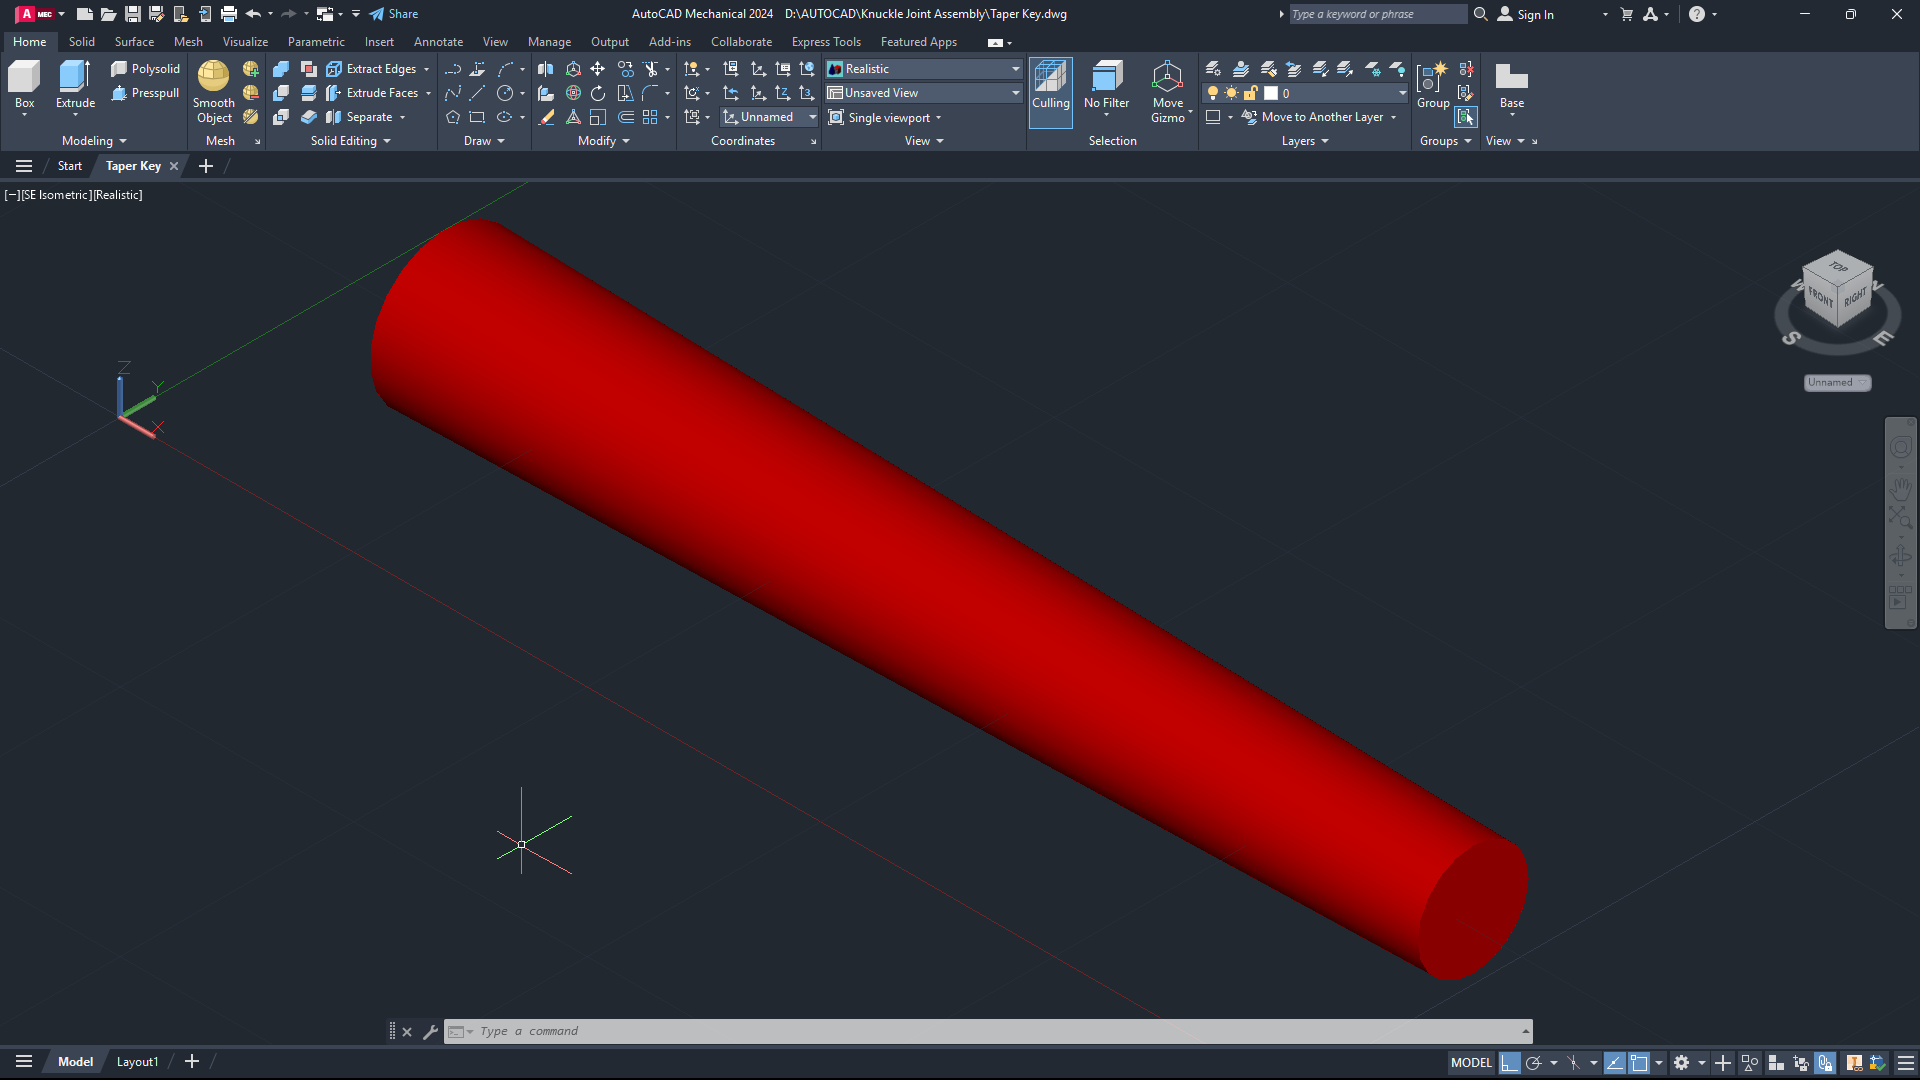 A MEC Share AutoCAD Mechanical 2024 D:\AUTOCAD\Knuckle Joint Assembly\Taper Key.dwg Type a keyword or phrase Sign In
Home Solid Surface Mesh Visualize Parametric Insert Annotate View Manage Output Add-ins Collaborate Express Tools Featured Apps
Polysolid Extract Edges Realistic
Presspull Extrude Faces Unsaved View 0
Box Extrude Smooth Object Separate Unnamed Single viewport Culling No Filter Move Gizmo Move to Another Layer Group Base
Modeling Mesh Solid Editing Draw Modify Coordinates View Selection Layers Groups View
Start Taper Key
[−][SE Isometric][Realistic]
TOP
W N
FRONT RIGHT
S E
Z
Y
X
Unnamed
Type a command
Model Layout1 MODEL